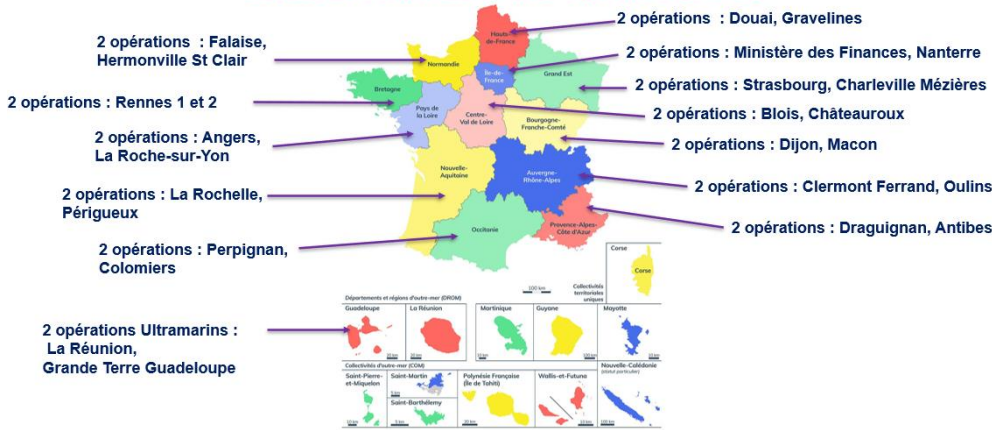 2 opérations : Douai, Gravelines
2 opérations : Falaise,
Hermonville St Clair
2 opérations : Ministère des Finances, Nanterre
2 opérations : Strasbourg, Charleville Mézières
2 opérations : Rennes 1 et 2
2 opérations : Blois, Châteauroux
2 opérations : Angers,
La Roche-sur-Yon
2 opérations : Dijon, Macon
2 opérations : La Rochelle,
Périgueux
2 opérations : Clermont Ferrand, Oulins
2 opérations : Draguignan, Antibes
2 opérations : Perpignan,
Colomiers
2 opérations Ultramarins :
La Réunion,
Grande Terre Guadeloupe
Hauts-
de-France
Normandie
Île-de-
France
Grand Est
Bretagne
Pays de
la Loire
Centre-
Val de Loire
Bourgogne-
Franche-Comté
Nouvelle-
Aquitaine
Auvergne-
Rhône-Alpes
Occitanie
Provence-Alpes-
Côte d'Azur
Corse
Corse
100 km
Collectivités
territoriales
uniques
Départements et régions d'outre-mer (DROM)
Guadeloupe
La Réunion
Martinique
Guyane
Mayotte
Collectivités d'outre-mer (COM)
Saint-Pierre-
et-Miquelon
Saint-Martin
Saint-Barthélemy
Polynésie Française
(île de Tahiti)
Wallis-et-Futuna
Nouvelle-Calédonie
(statut particulier)